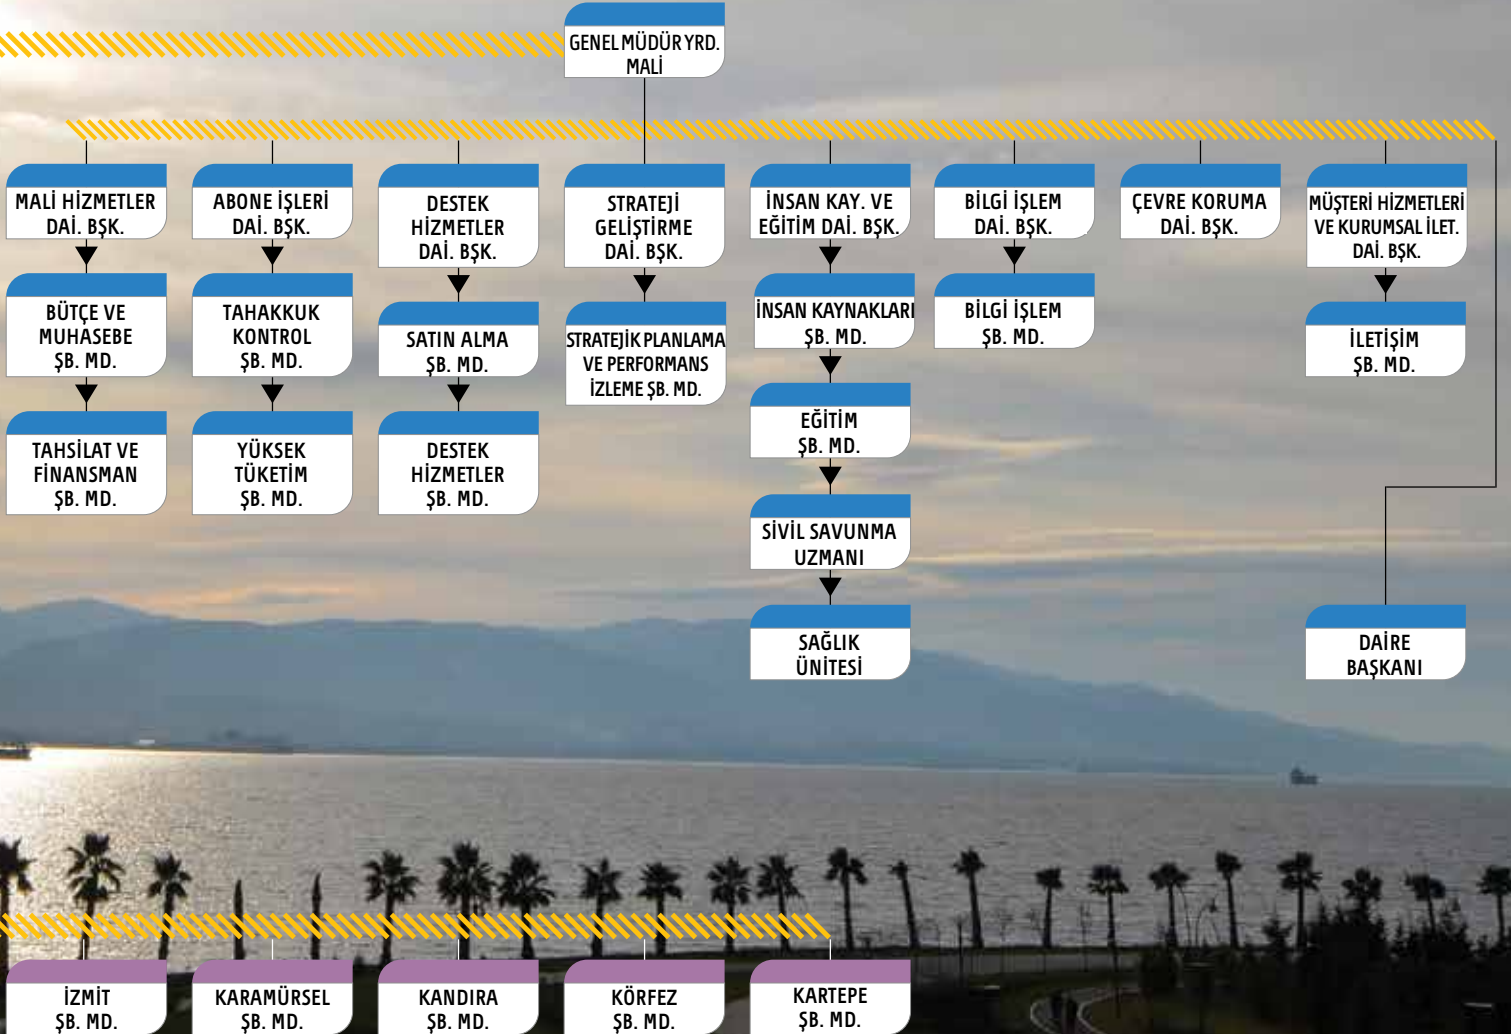 GENEL MÜDÜR YRD.
MALİ
MALİ HİZMETLER
DAİ. BŞK.
BÜTÇE VE
MUHASEBE
ŞB. MD.
TAHSİLAT VE
FİNANSMAN
ŞB. MD.
ABONE İŞLERİ
DAİ. BŞK.
TAHAKKUK
KONTROL
ŞB. MD.
YÜKSEK
TÜKETİM
ŞB. MD.
DESTEK
HİZMETLER
DAİ. BŞK.
SATIN ALMA
ŞB. MD.
DESTEK
HİZMETLER
ŞB. MD.
STRATEJİ
GELİŞTİRME
DAİ. BŞK.
STRATEJİK PLANLAMA
VE PERFORMANS
İZLEME ŞB. MD.
İNSAN KAY. VE
EĞİTİM DAİ. BŞK.
İNSAN KAYNAKLARI
ŞB. MD.
EĞİTİM
ŞB. MD.
SİVİL SAVUNMA
UZMANI
SAĞLIK
ÜNİTESİ
BİLGİ İŞLEM
DAİ. BŞK.
BİLGİ İŞLEM
ŞB. MD.
ÇEVRE KORUMA
DAİ. BŞK.
MÜŞTERİ HİZMETLERİ
VE KURUMSAL İLET.
DAİ. BŞK.
İLETİŞİM
ŞB. MD.
DAİRE
BAŞKANI
İZMİT
ŞB. MD.
KARAMÜRSEL
ŞB. MD.
KANDIRA
ŞB. MD.
KÖRFEZ
ŞB. MD.
KARTEPE
ŞB. MD.